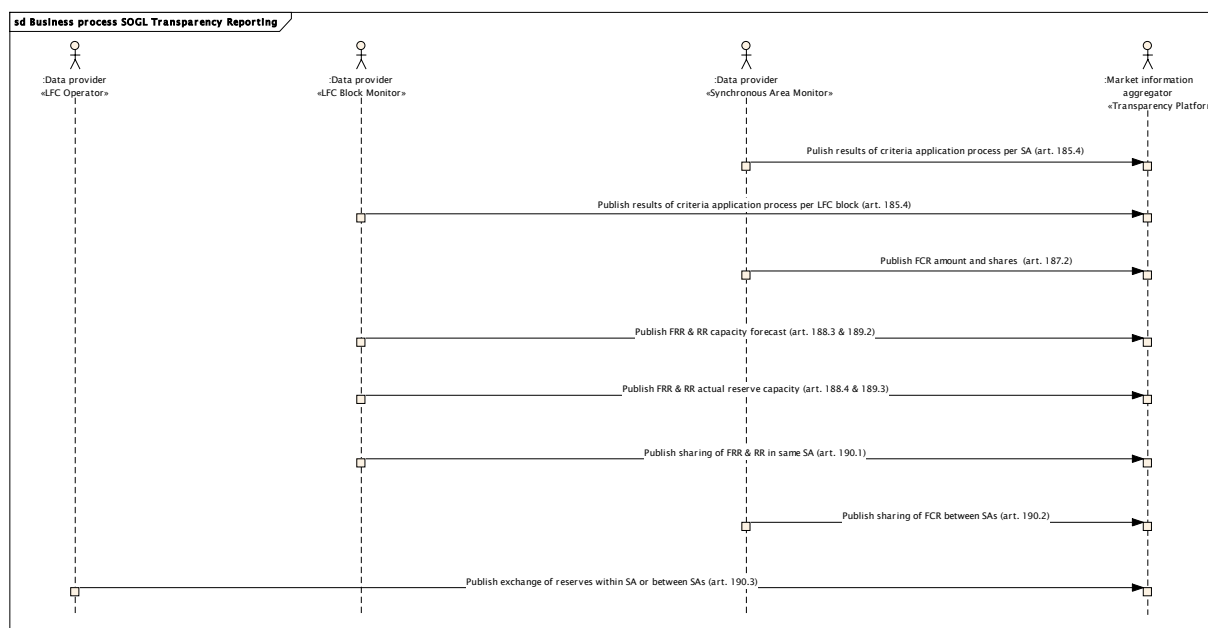 sd Business process SOGL Transparency Reporting
:Data provider
«LFC Operator»
:Data provider
«LFC Block Monitor»
:Data provider
«Synchronous Area Monitor»
:Market information
aggregator
«Transparency Platform
Pulish results of criteria application process per SA (art. 185.4)
Publish results of criteria application process per LFC block (art. 185.4)
Publish FCR amount and shares (art. 187.2)
Publish FRR & RR capacity forecast (art. 188.3 & 189.2)
Publish FRR & RR actual reserve capacity (art. 188.4 & 189.3)
Publish sharing of FRR & RR in same SA (art. 190.1)
Publish sharing of FCR between SAs (art. 190.2)
Publish exchange of reserves within SA or between SAs (art. 190.3)